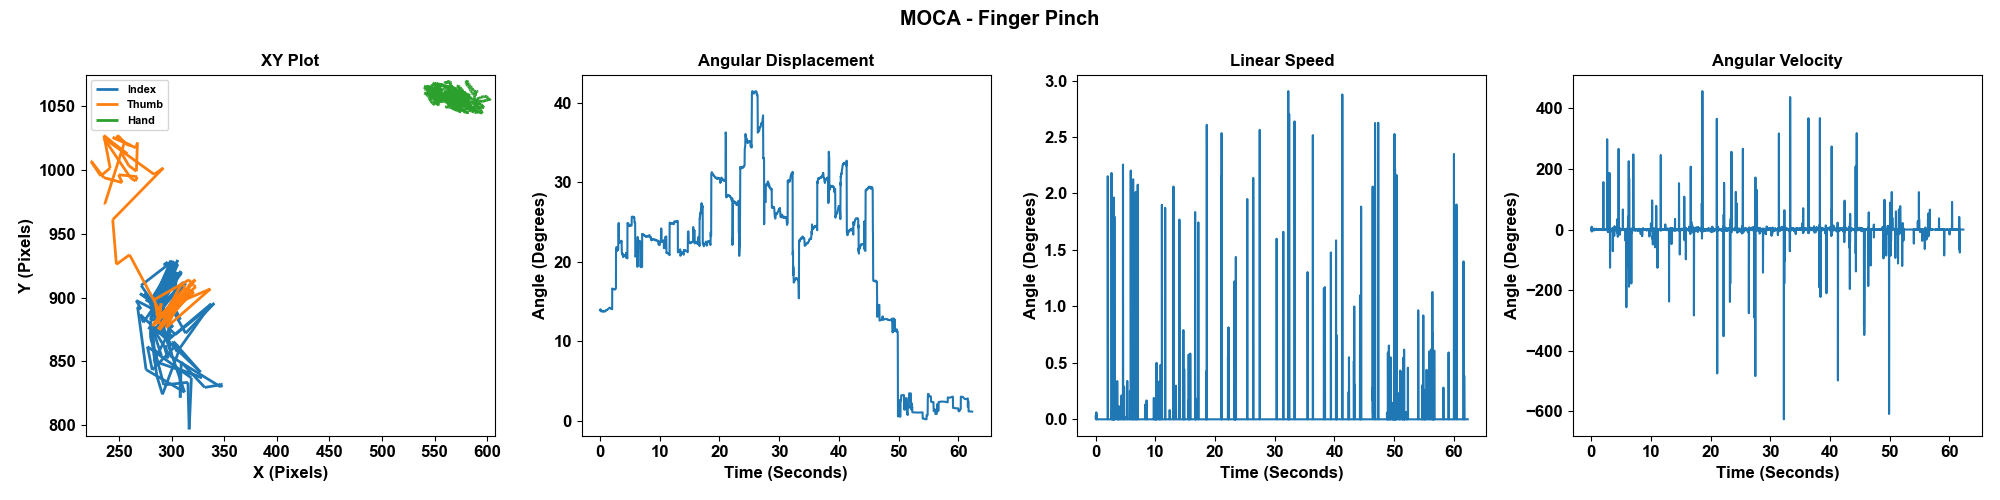 MOCA - Finger Pinch
XY Plot
Index
Thumb
Hand
1050
1000
950
900
850
800
Y (Pixels)
250 300 350 400 450 500 550 600
X (Pixels)
Angular Displacement
40
30
20
10
0
Angle (Degrees)
0 10 20 30 40 50 60
Time (Seconds)
Linear Speed
3.0
2.5
2.0
1.5
1.0
0.5
0.0
Angle (Degrees)
0 10 20 30 40 50 60
Time (Seconds)
Angular Velocity
400
200
0
−200
−400
−600
Angle (Degrees)
0 10 20 30 40 50 60
Time (Seconds)